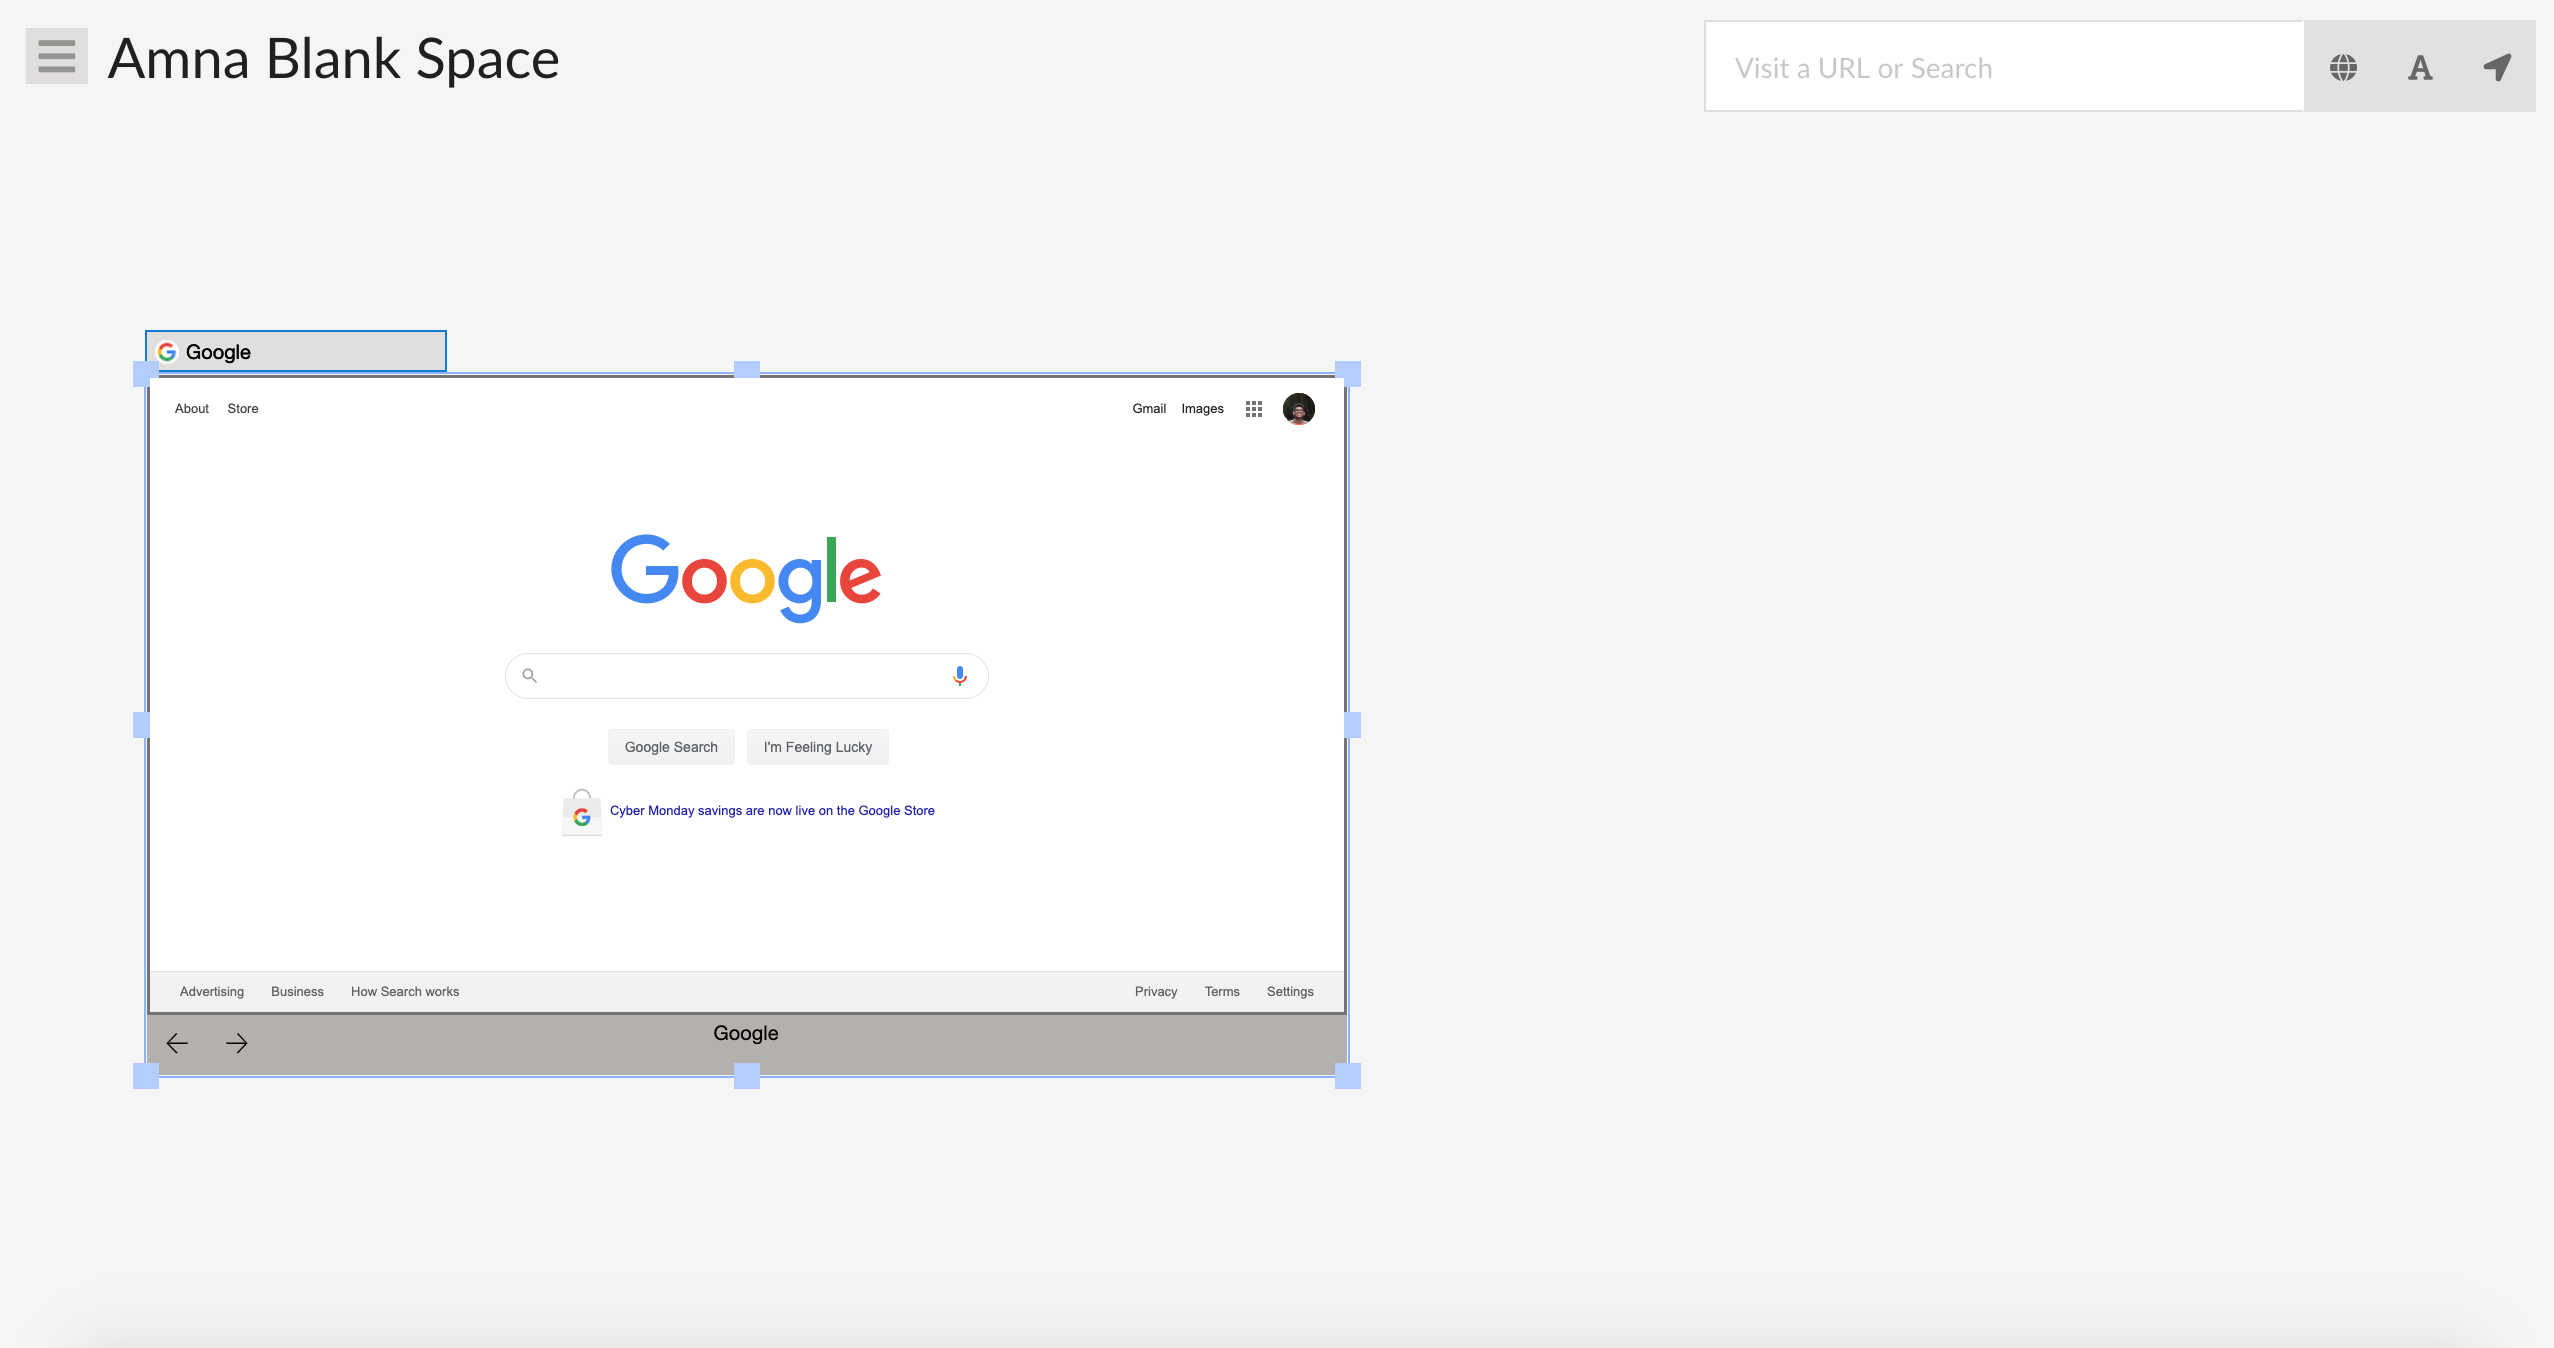 Amna Blank Space
Visit a URL or Search
A
Google
About Store Gmail Images
Google
Google Search I'm Feeling Lucky
Cyber Monday savings are now live on the Google Store
Advertising Business How Search works Privacy Terms Settings
Google